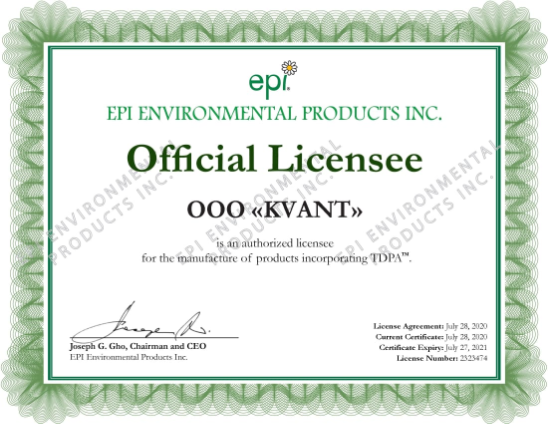 epi
EPI ENVIRONMENTAL PRODUCTS INC.
Official Licensee
OOO «KVANT»
is an authorized licensee
for the manufacture of products incorporating TDPA™.
EPI ENVIRONMENTAL
PRODUCTS INC.
EPI ENVIRONMENTAL
PRODUCTS INC.
EPI ENVIRONMENTAL
PRODUCTS INC.
Joseph G. Gho, Chairman and CEO
EPI Environmental Products Inc.
License Agreement: July 28, 2020
Current Certificate: July 28, 2020
Certificate Expiry: July 27, 2021
License Number: 2323474